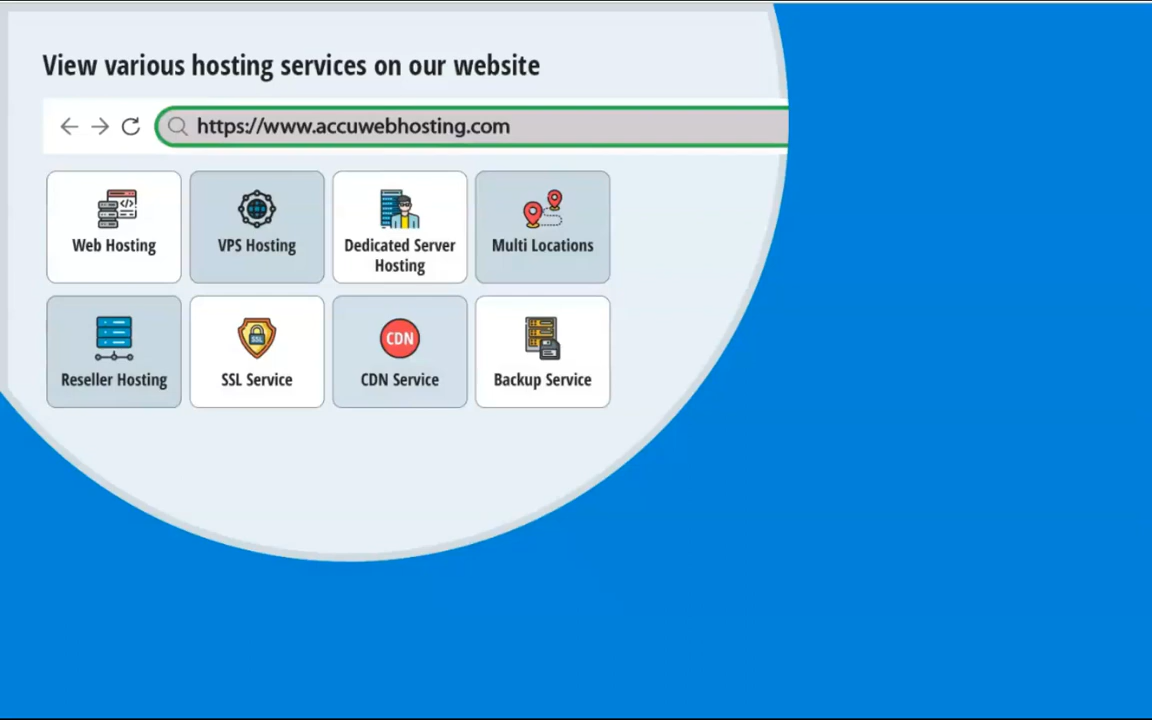 View various hosting services on our website
https://www.accuwebhosting.com
Web Hosting
VPS Hosting
Dedicated Server
Hosting
Multi Locations
Reseller Hosting
SSL
SSL Service
CDN
CDN Service
Backup Service